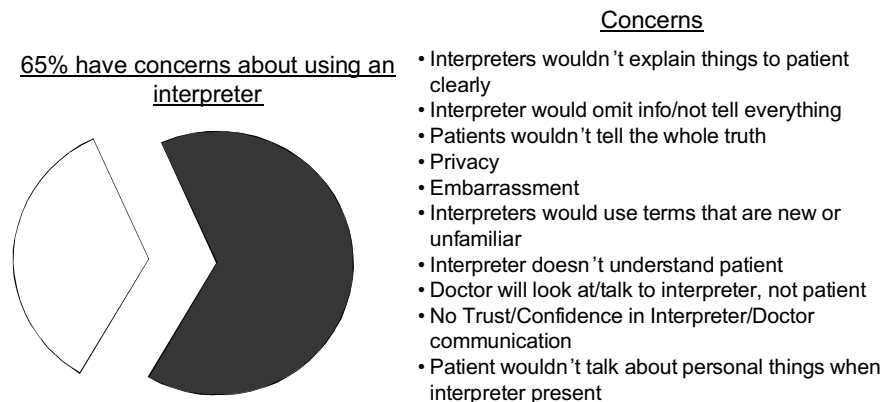 65% have concerns about using an
interpreter
Concerns
• Interpreters wouldn’t explain things to patient
clearly
• Interpreter would omit info/not tell everything
• Patients wouldn’t tell the whole truth
• Privacy
• Embarrassment
• Interpreters would use terms that are new or
unfamiliar
• Interpreter doesn’t understand patient
• Doctor will look at/talk to interpreter, not patient
• No Trust/Confidence in Interpreter/Doctor
communication
• Patient wouldn’t talk about personal things when
interpreter present